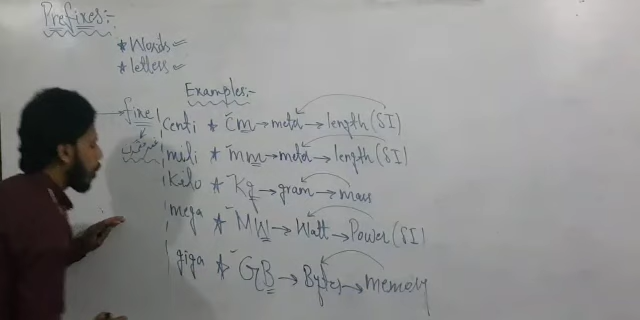 Prefixes:-
* Words
* letters
Examples:-
fixe
centi * cm → meter → length (SI)
mili * mm → meter → length (SI)
Kilo * Kg → gram → mass
mega * MW → Watt → Power (SI)
giga * GB → Bytes → memory